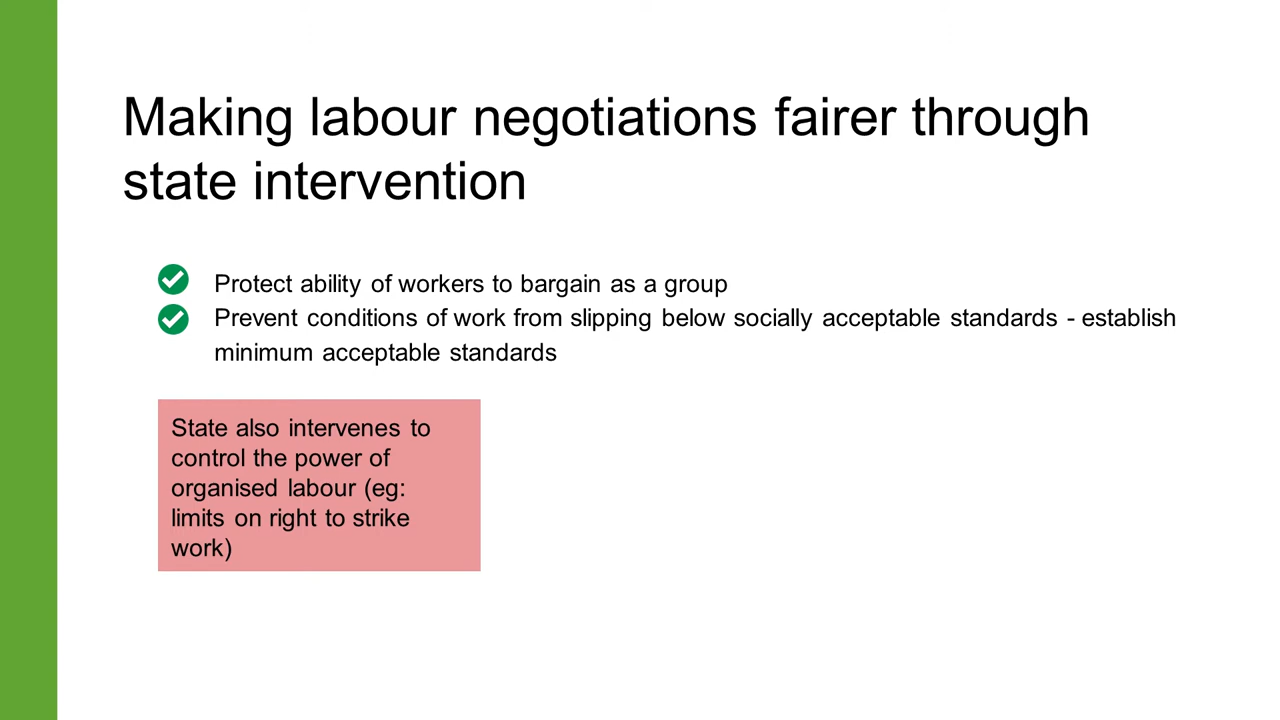 Making labour negotiations fairer through
state intervention
Protect ability of workers to bargain as a group
Prevent conditions of work from slipping below socially acceptable standards - establish
minimum acceptable standards
State also intervenes to
control the power of
organised labour (eg:
limits on right to strike
work)